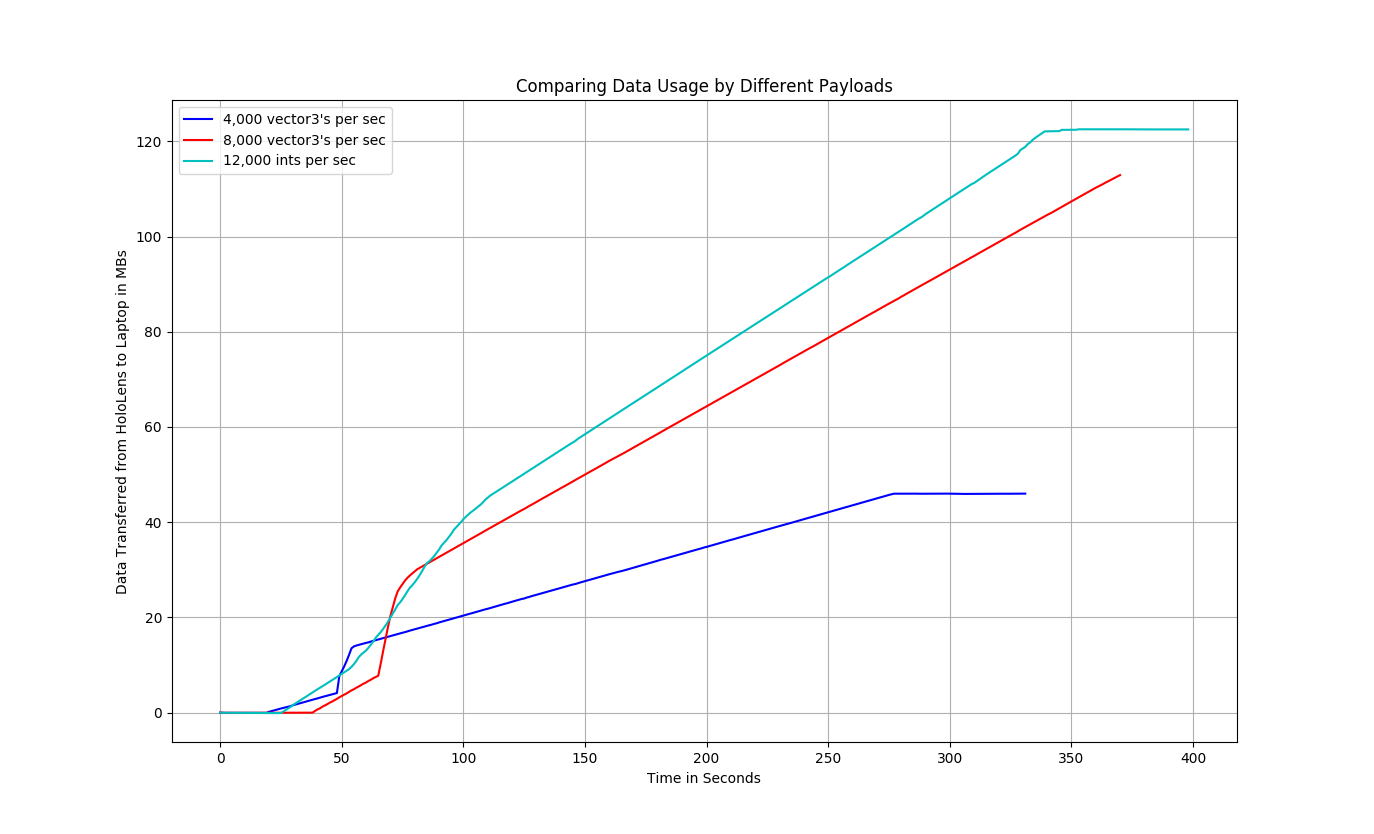 Comparing Data Usage by Different Payloads
4,000 vector3's per sec
8,000 vector3's per sec
12,000 ints per sec
Data Transferred from HoloLens to Laptop in MBs
120
100
80
60
40
20
0
0 50 100 150 200 250 300 350 400
Time in Seconds